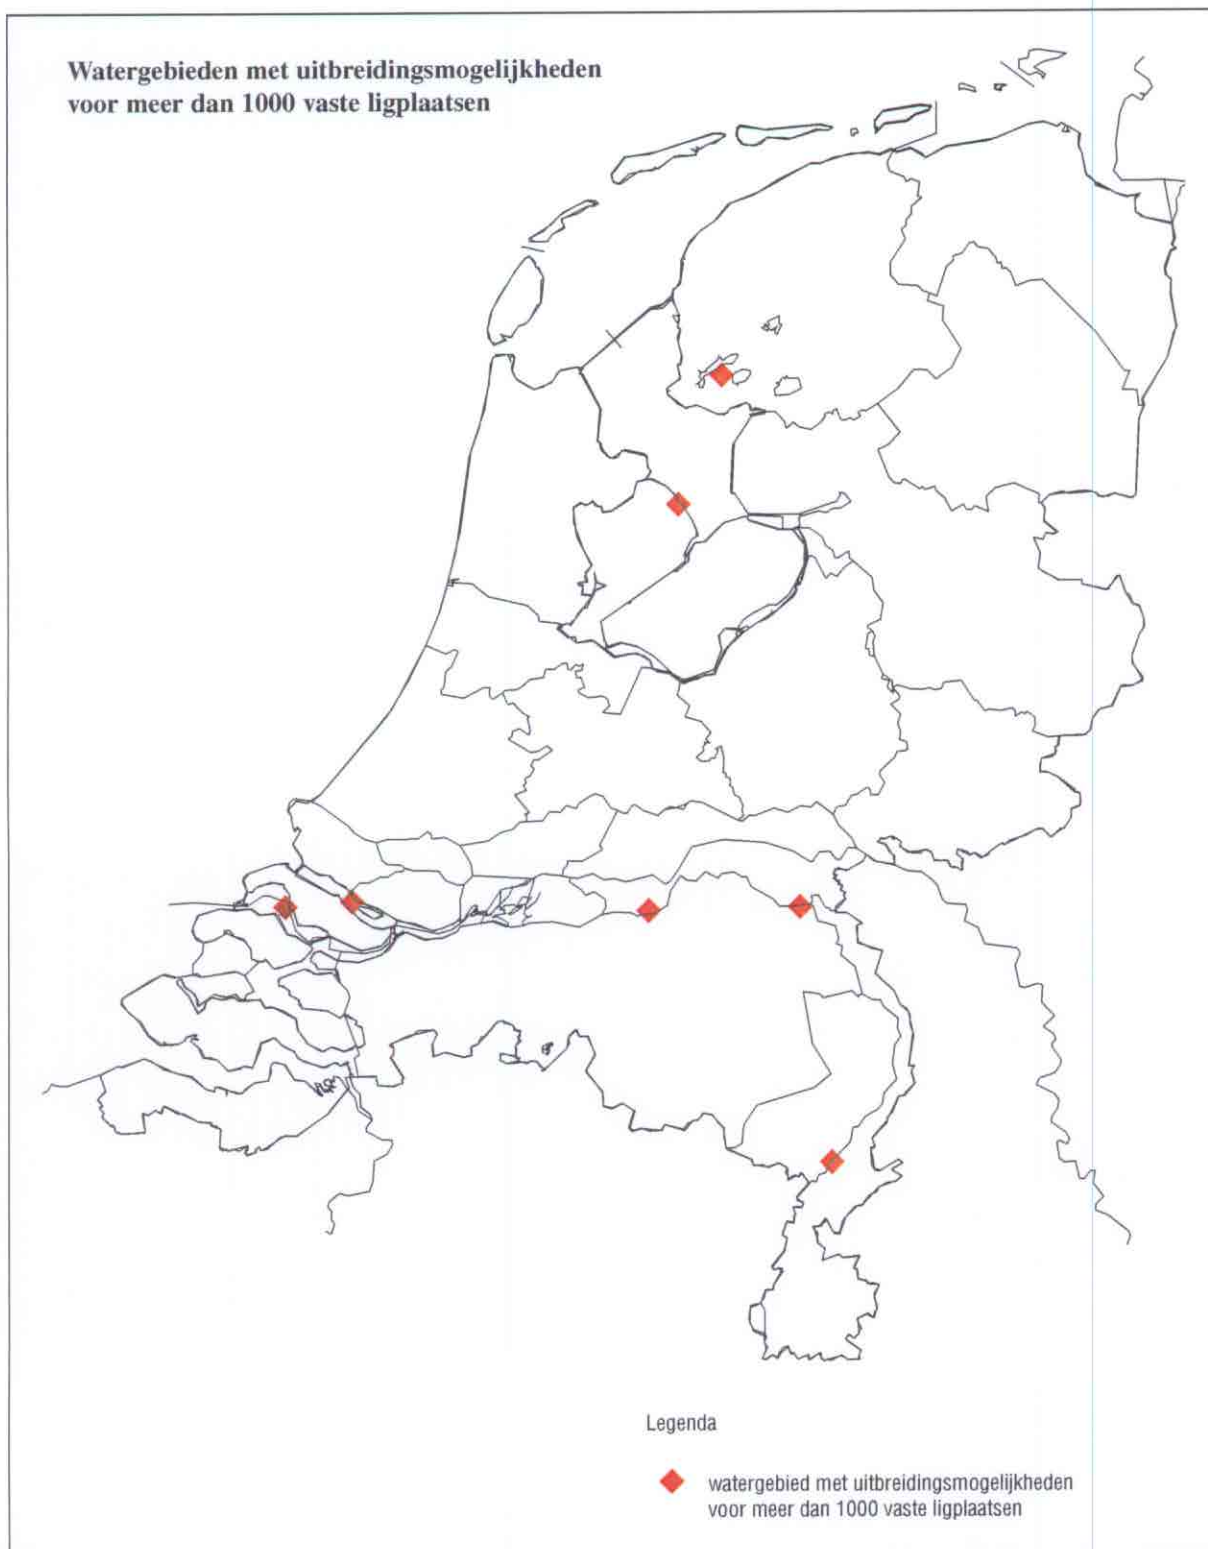 Watergebieden met uitbreidingsmogelijkheden
voor meer dan 1000 vaste ligplaatsen
Legenda
watergebied met uitbreidingsmogelijkheden
voor meer dan 1000 vaste ligplaatsen